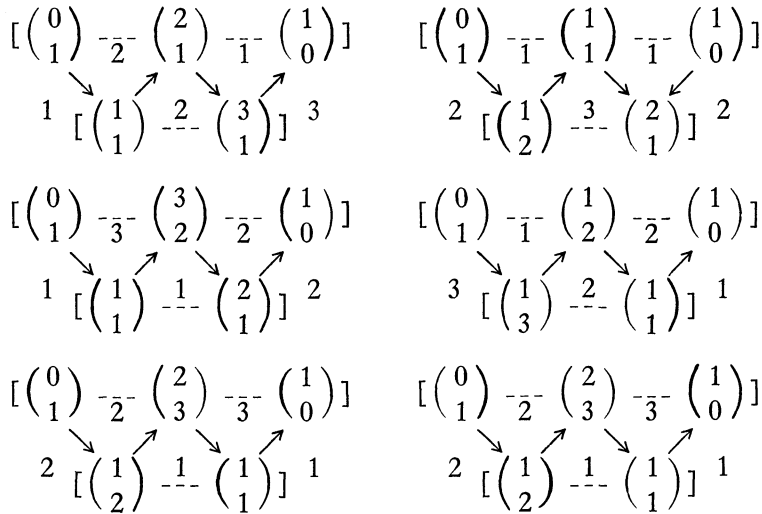 [(0 1) --2-- (2 1) --1-- (1 0)] [(0 1) --1-- (1 1) --1-- (1 0)]
↘ ↗ ↘ ↗ ↘ ↗ ↘ ↙
1 [(1 1) --2-- (3 1)] 3 2 [(1 2) --3-- (2 1)] 2
[(0 1) --3-- (3 2) --2-- (1 0)] [(0 1) --1-- (1 2) --2-- (1 0)]
↘ ↗ ↘ ↗ ↘ ↗ ↘ ↗
1 [(1 1) --1-- (2 1)] 2 3 [(1 3) --2-- (1 1)] 1
[(0 1) --2-- (2 3) --3-- (1 0)] [(0 1) --2-- (2 3) --3-- (1 0)]
↘ ↗ ↘ ↗ ↘ ↗ ↘ ↗
2 [(1 2) --1-- (1 1)] 1 2 [(1 2) --1-- (1 1)] 1